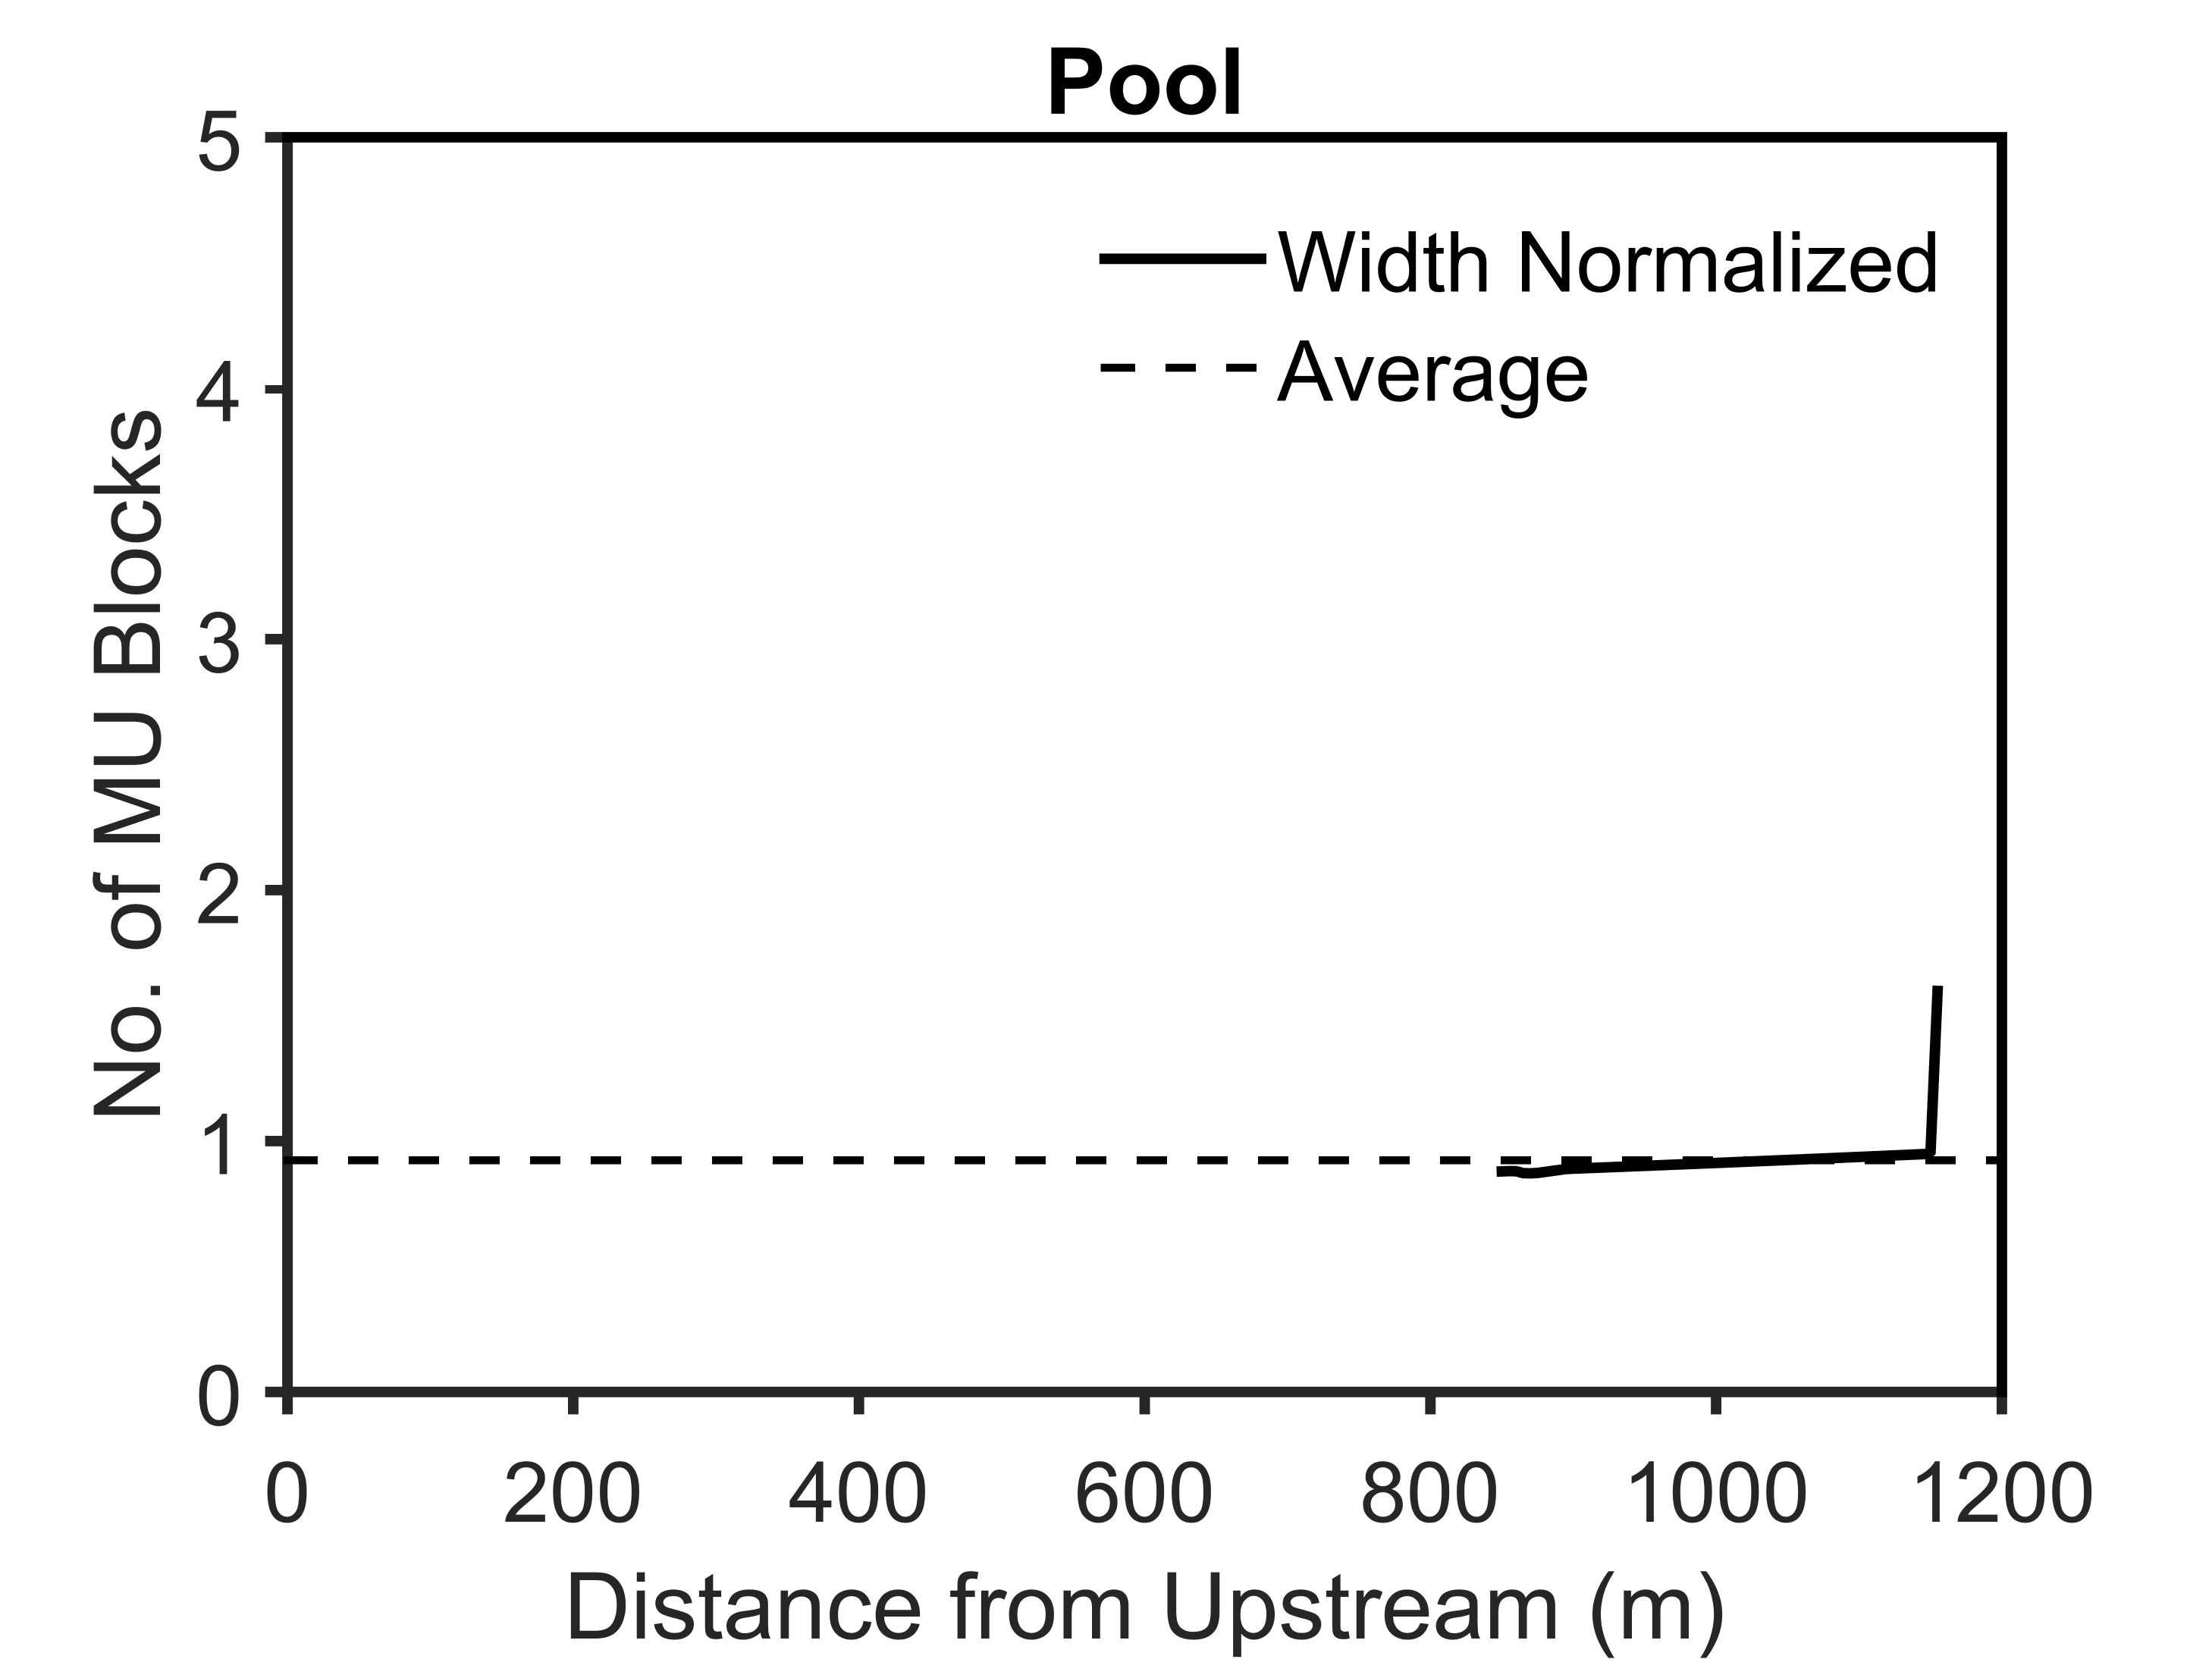 Pool
Width Normalized
Average
No. of MU Blocks
5
4
3
2
1
0
0 200 400 600 800 1000 1200
Distance from Upstream (m)